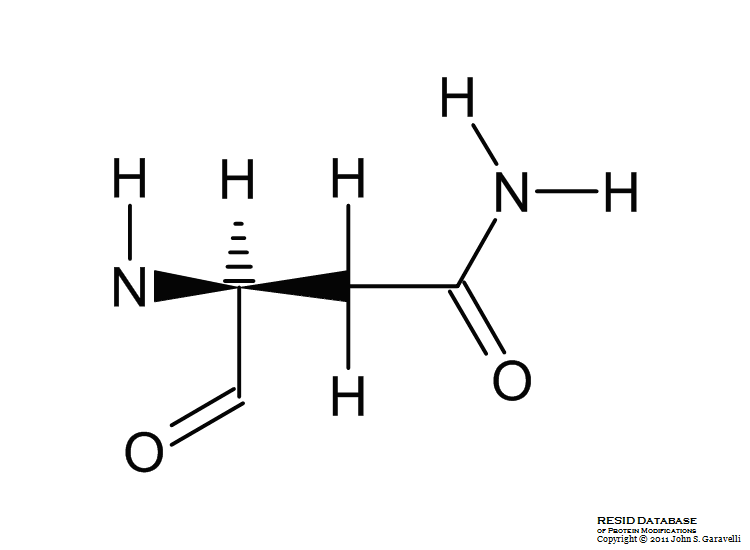 H
H
H
H
N
H
N
O
H
O
RESID DATABASE
OF PROTEIN MODIFICATIONS
Copyright © 2011 John S. Garavelli